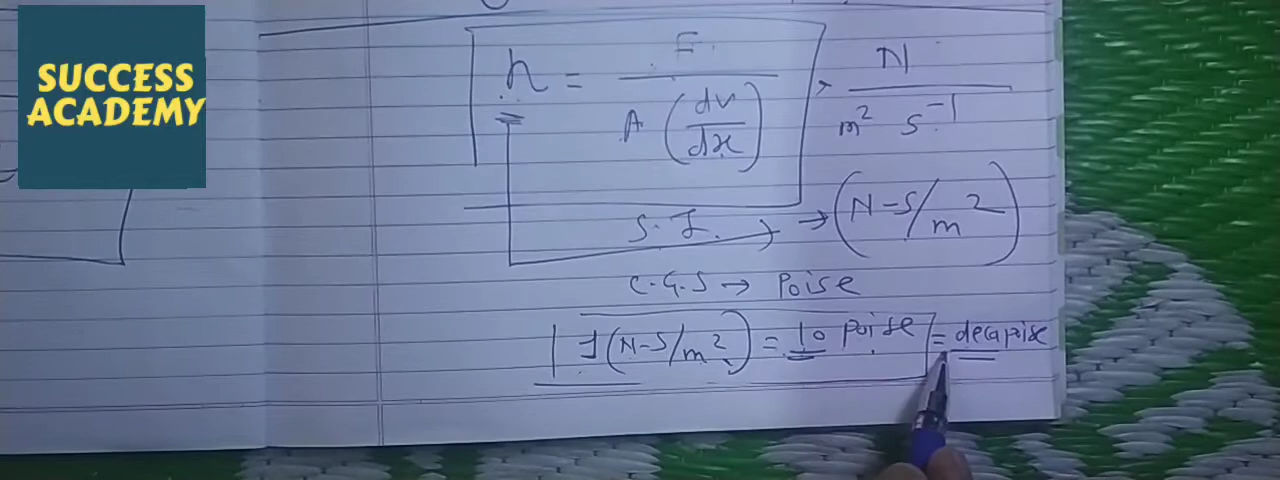 SUCCESS
ACADEMY
η = F / A (dv/dx) > N / m² s⁻¹
S.I. → (N-S/m²)
C.G.S → Poise
1 (N-S/m²) = 10 poise = decapoise